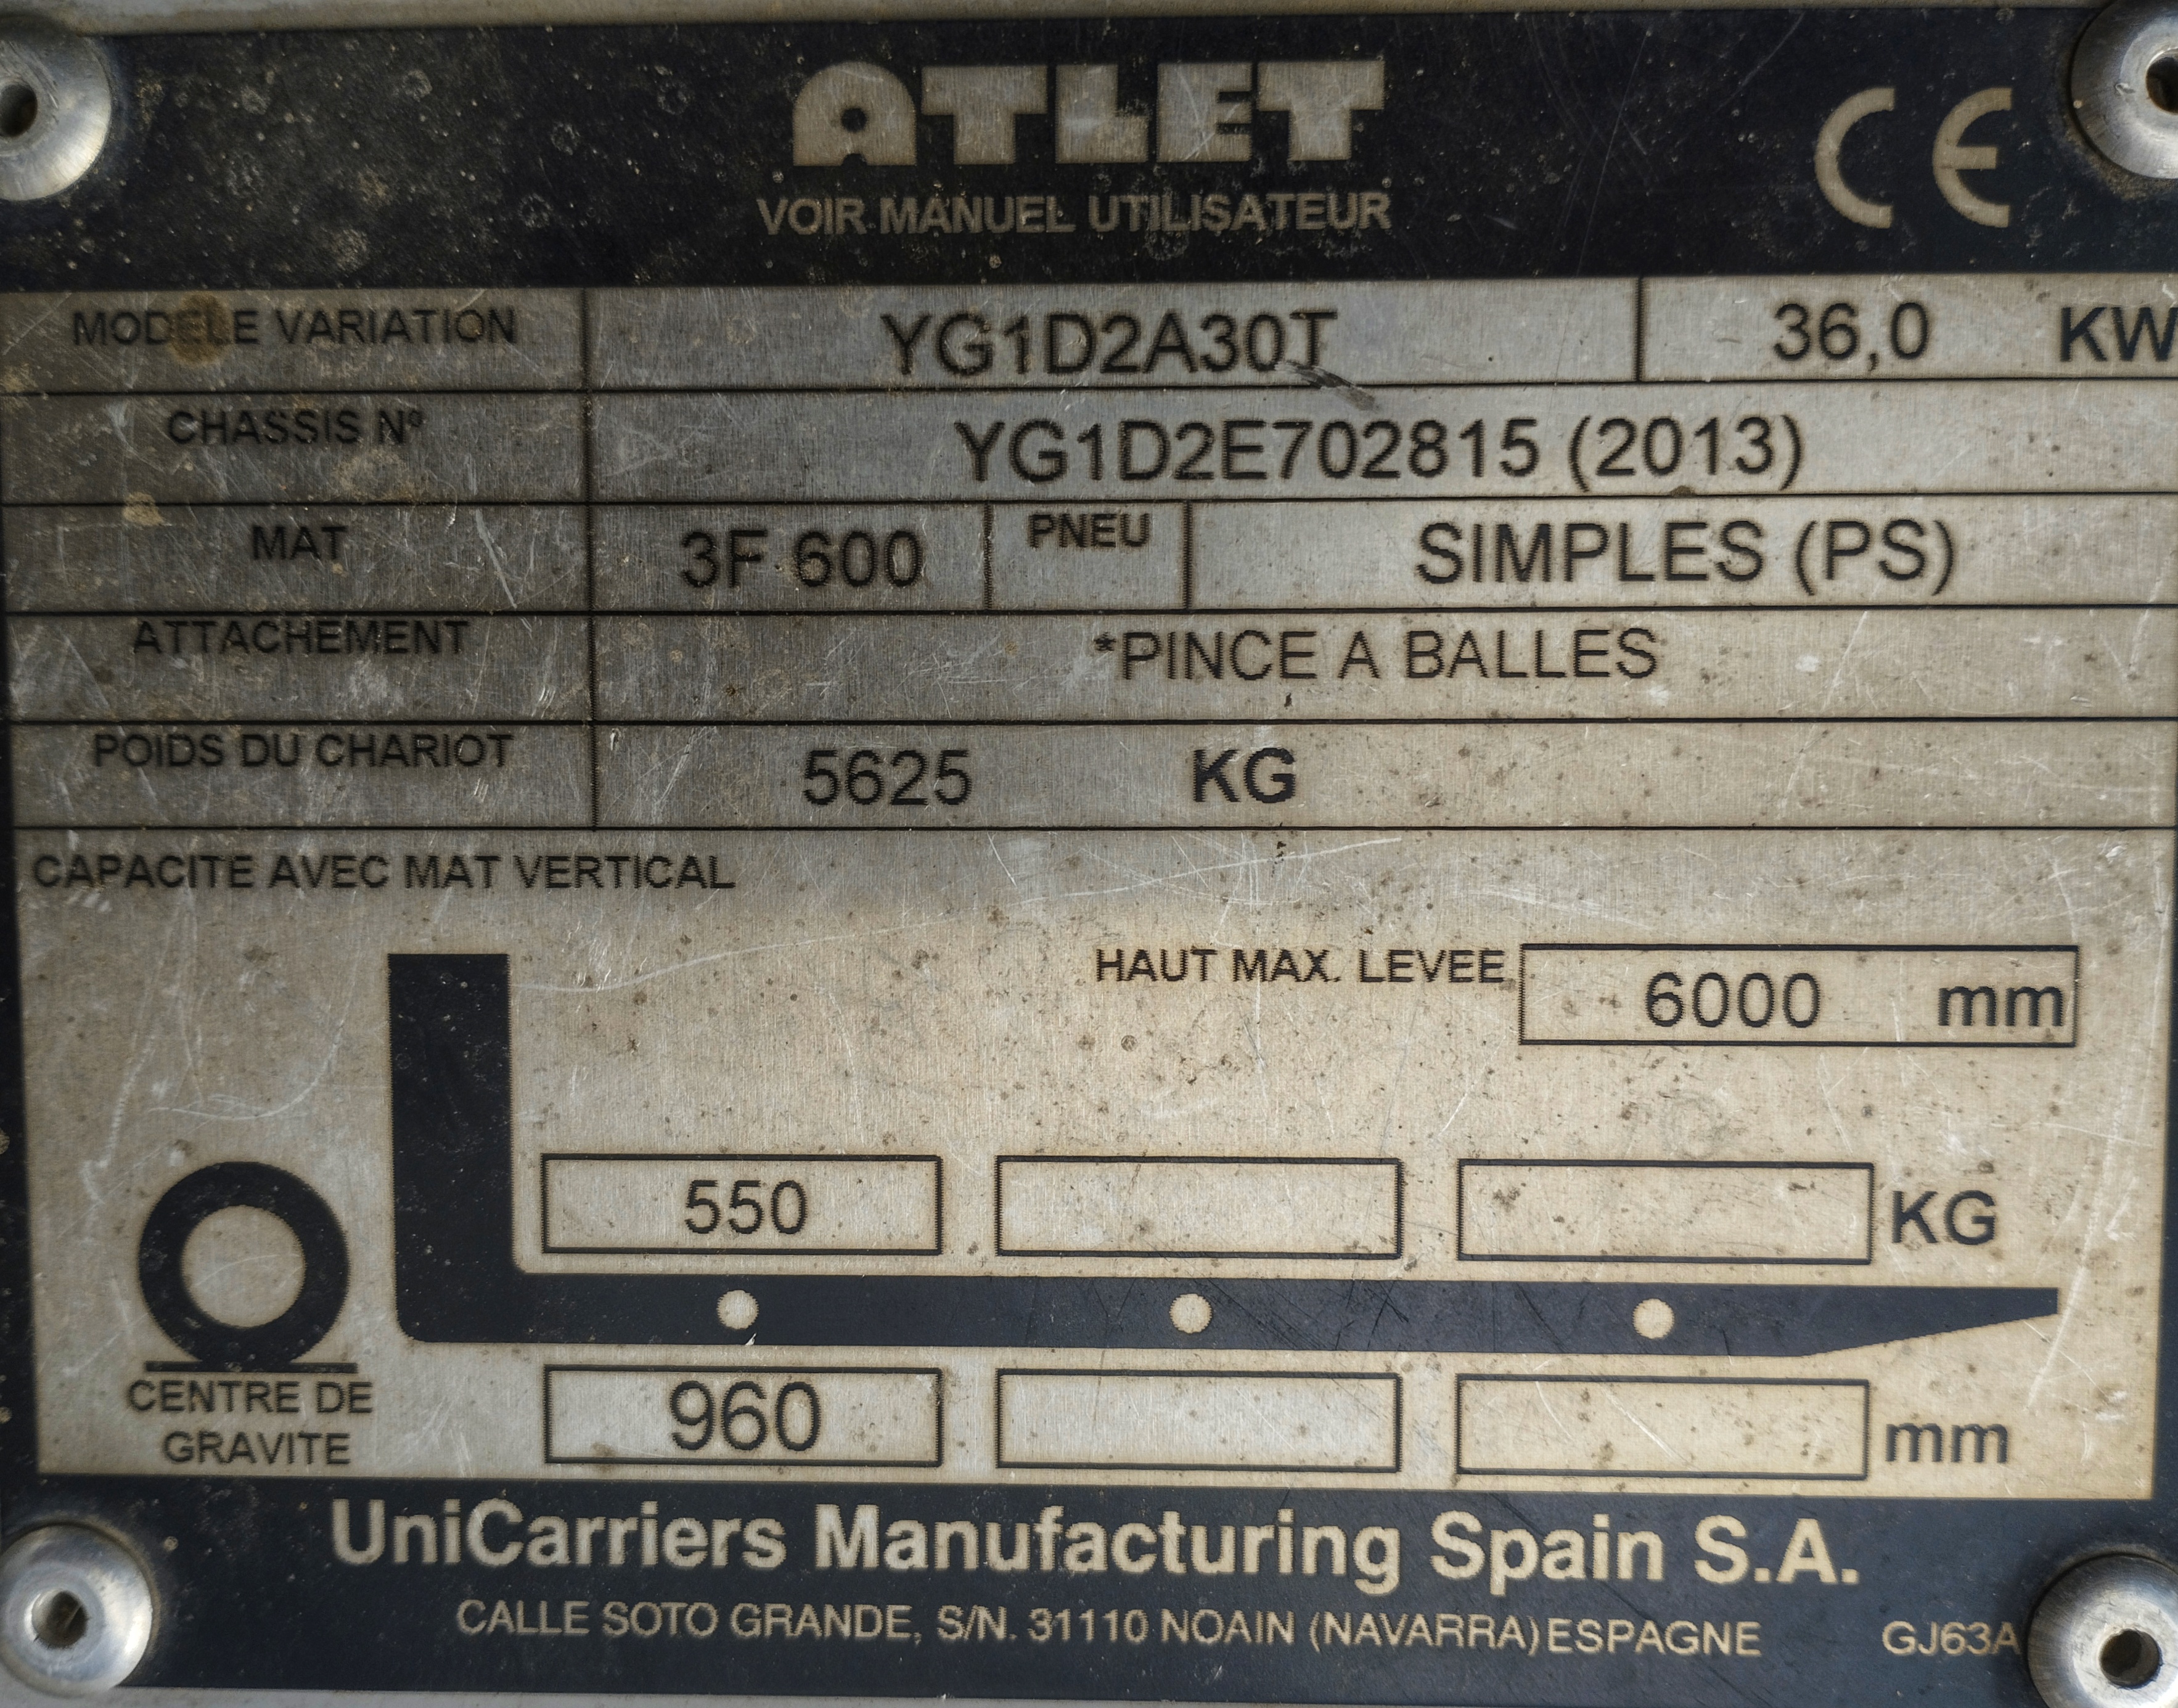 ATLET
CE
VOIR MANUEL UTILISATEUR
MODELE VARIATION YG1D2A30T 36,0 KW
CHASSIS Nº YG1D2E702815 (2013)
MAT 3F 600 PNEU SIMPLES (PS)
ATTACHEMENT *PINCE A BALLES
POIDS DU CHARIOT 5625 KG
CAPACITE AVEC MAT VERTICAL
HAUT MAX. LEVEE 6000 mm
550 KG
960 mm
CENTRE DE
GRAVITE
UniCarriers Manufacturing Spain S.A.
CALLE SOTO GRANDE, S/N. 31110 NOAIN (NAVARRA) ESPAGNE GJ63A